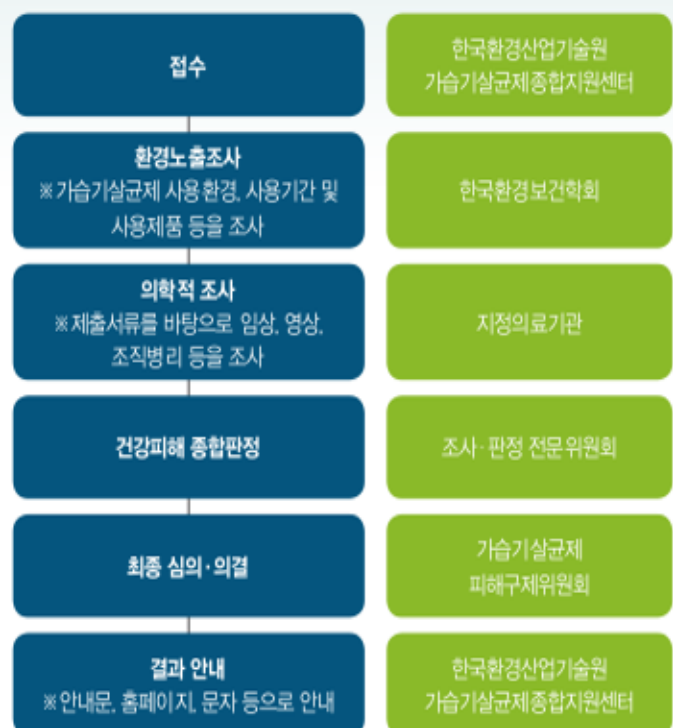 접수
한국환경산업기술원
가습기살균제종합지원센터
환경노출조사
※가습기살균제 사용환경, 사용기간 및
사용제품 등을 조사
한국환경보건학회
의학적 조사
※제출서류를 바탕으로 임상, 영상,
조직병리 등을 조사
지정의료기관
건강피해 종합판정
조사·판정 전문위원회
최종 심의·의결
가습기살균제
피해구제위원회
결과 안내
※안내문, 홈페이지, 문자 등으로 안내
한국환경산업기술원
가습기살균제종합지원센터